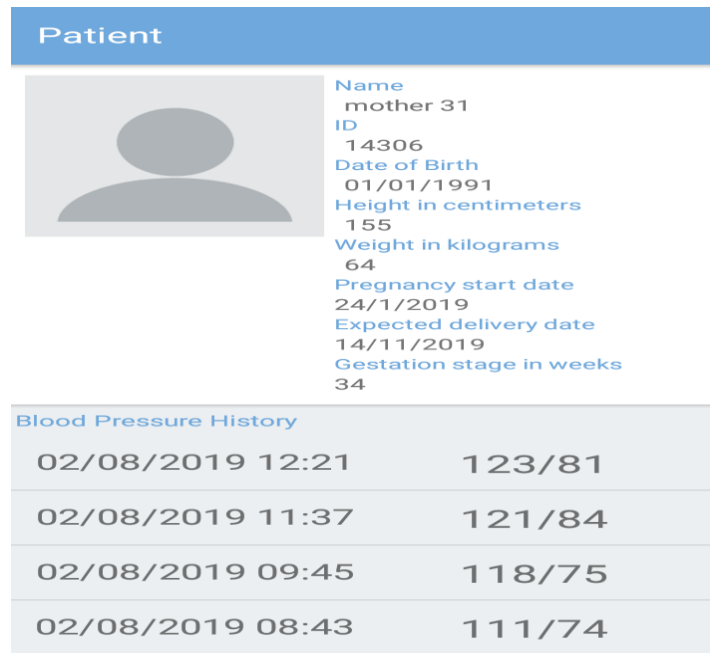 Patient
Name
mother 31
ID
14306
Date of Birth
01/01/1991
Height in centimeters
155
Weight in kilograms
64
Pregnancy start date
24/1/2019
Expected delivery date
14/11/2019
Gestation stage in weeks
34
Blood Pressure History
02/08/2019 12:21 123/81
02/08/2019 11:37 121/84
02/08/2019 09:45 118/75
02/08/2019 08:43 111/74